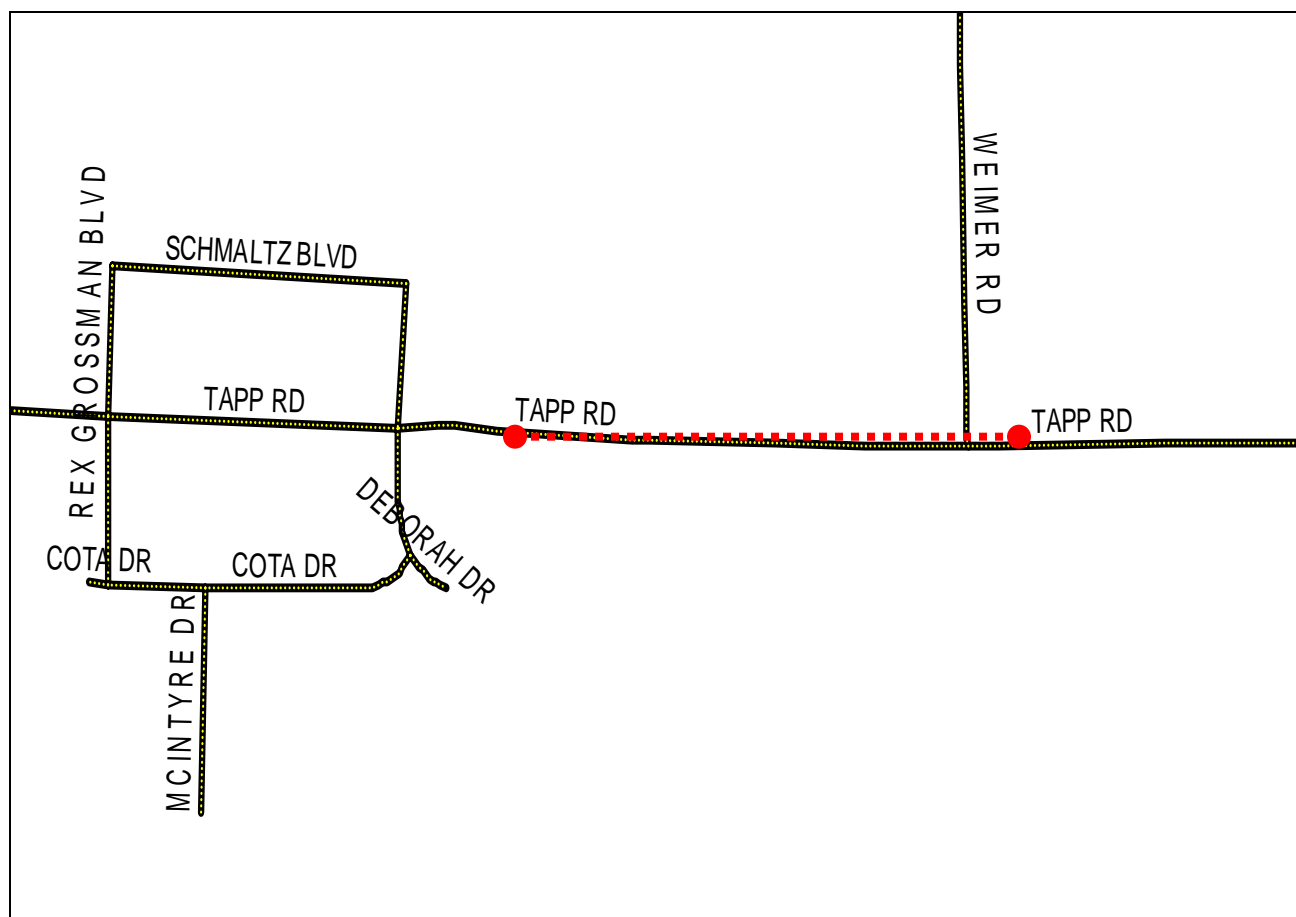 WEIMER RD
REX GROSSMAN BLVD
SCHMALTZ BLVD
TAPP RD
TAPP RD
TAPP RD
DEBORAH DR
COTA DR
COTA DR
MCINTYRE DR